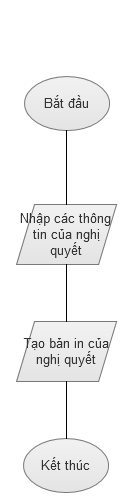 Bắt đầu
Nhập các thông
tin của nghị
quyết
Tạo bản in của
nghị quyết
Kết thúc